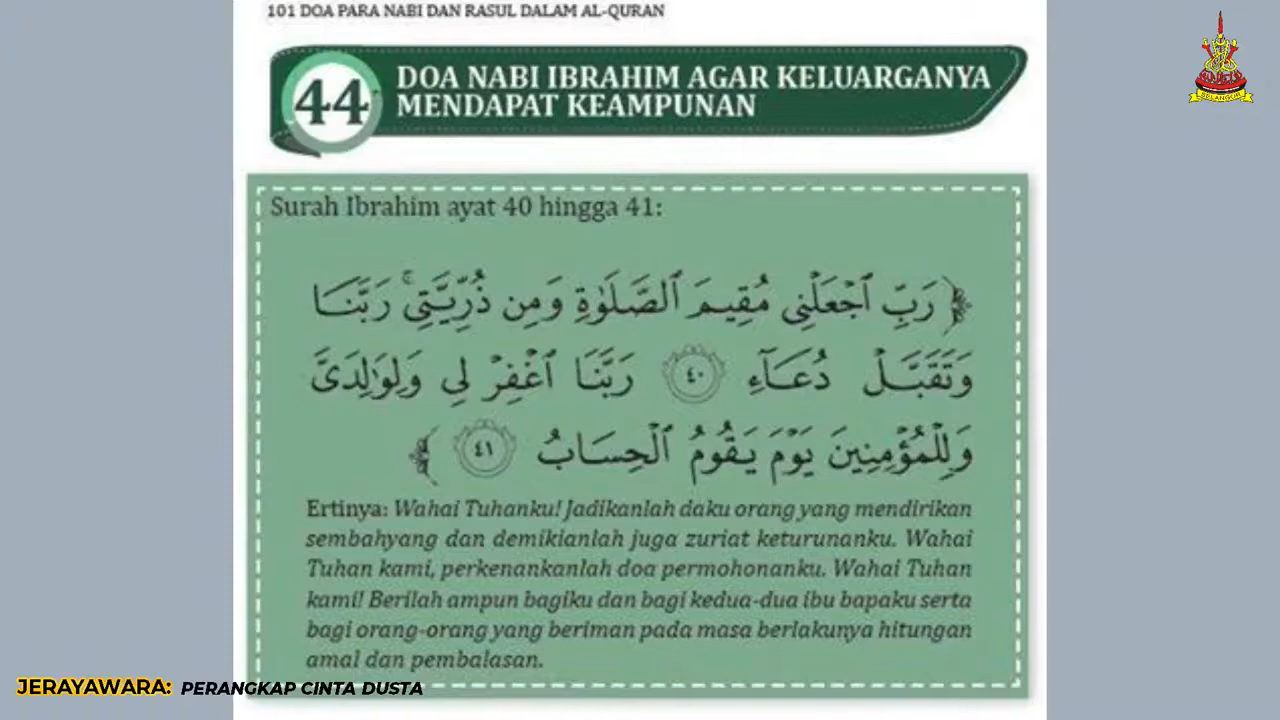 101 DOA PARA NABI DAN RASUL DALAM AL-QURAN
44
DOA NABI IBRAHIM AGAR KELUARGANYA
MENDAPAT KEAMPUNAN
SELANGOR
Surah Ibrahim ayat 40 hingga 41:
﴿ رَبِّ ٱجْعَلْنِى مُقِيمَ ٱلصَّلَوٰةِ وَمِن ذُرِّيَّتِى ۚ رَبَّنَا
وَتَقَبَّلْ دُعَآءِ ٤٠ رَبَّنَا ٱغْفِرْ لِى وَلِوَٰلِدَىَّ
وَلِلْمُؤْمِنِينَ يَوْمَ يَقُومُ ٱلْحِسَابُ ٤١ ﴾
Ertinya: Wahai Tuhanku! Jadikanlah daku orang yang mendirikan
sembahyang dan demikianlah juga zuriat keturunanku. Wahai
Tuhan kami, perkenankanlah doa permohonanku. Wahai Tuhan
kami! Berilah ampun bagiku dan bagi kedua-dua ibu bapaku serta
bagi orang-orang yang beriman pada masa berlakunya hitungan
amal dan pembalasan.
JERAYAWARA: PERANGKAP CINTA DUSTA